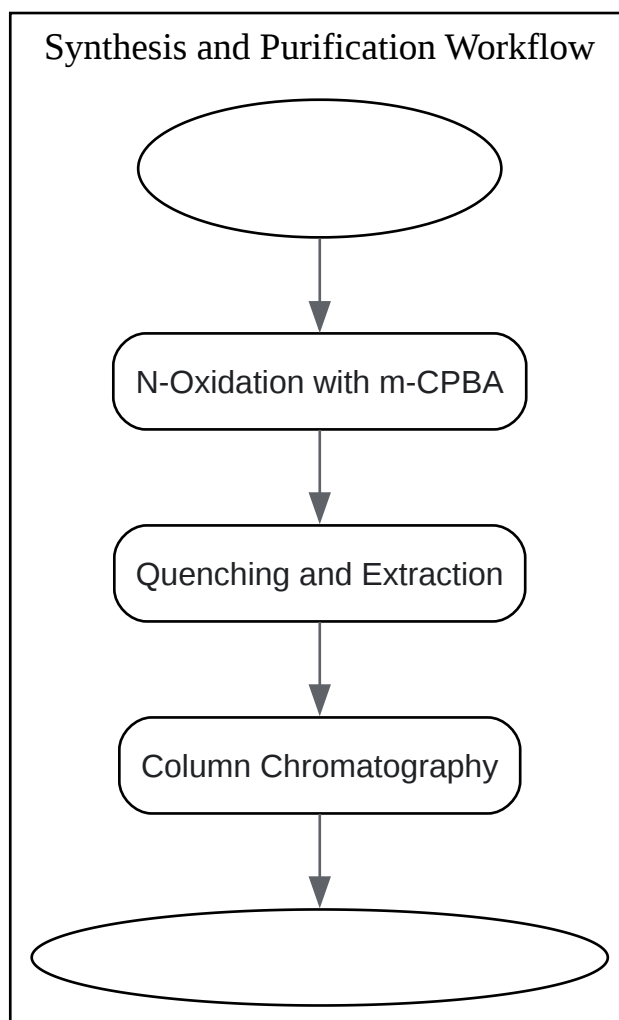 Synthesis and Purification Workflow
N-Oxidation with m-CPBA
Quenching and Extraction
Column Chromatography